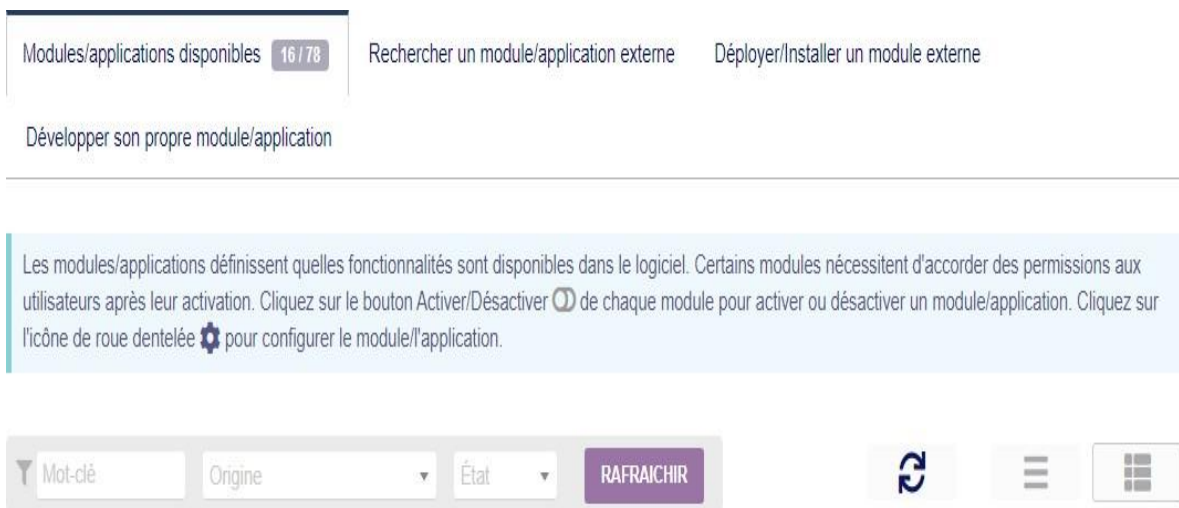 Modules/applications disponibles 16 / 78 Rechercher un module/application externe Déployer/Installer un module externe
Développer son propre module/application
Les modules/applications définissent quelles fonctionnalités sont disponibles dans le logiciel. Certains modules nécessitent d'accorder des permissions aux
utilisateurs après leur activation. Cliquez sur le bouton Activer/Désactiver de chaque module pour activer ou désactiver un module/application. Cliquez sur
l'icône de roue dentelée pour configurer le module/l'application.
Mot-clé Origine État RAFRAICHIR